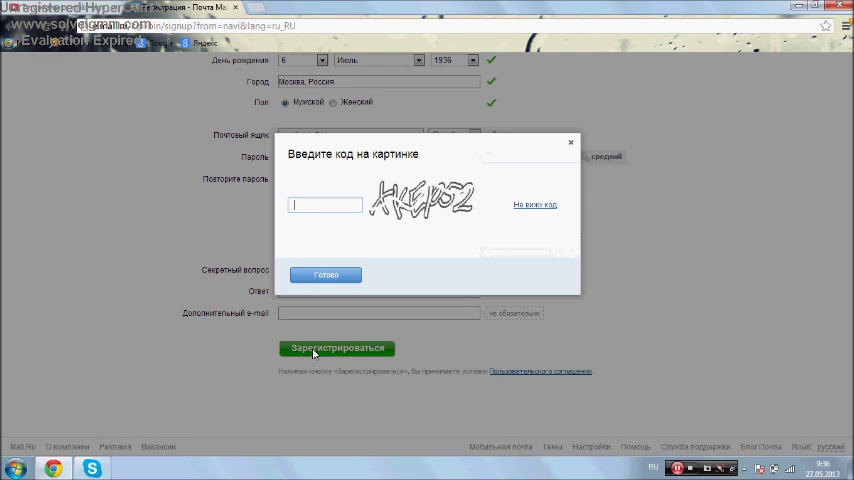 Unregistered HyperC
www.solveigmm.com
Evaluation Expired
Регистрация - Почта Ma
bin/signup?from=navi&lang=ru_RU
Google
Яндекс
День рождения
6
Июль
1936
Город
Москва, Россия
Пол
Мужской
Женский
Почтовый ящик
Пароль
средний
Повторите пароль
Введите код на картинке
Не вижу код
Готово
Секретный вопрос
Ответ
Дополнительный e-mail
не обязательно
Зарегистрироваться
Нажимая кнопку «Зарегистрироваться», Вы принимаете условия Пользовательского соглашения.
Mail.Ru
О компании
Реклама
Вакансии
Мобильная почта
Темы
Настройки
Помощь
Служба поддержки
Блог Почты
Язык: русский
RU
9:36
27.05.2013